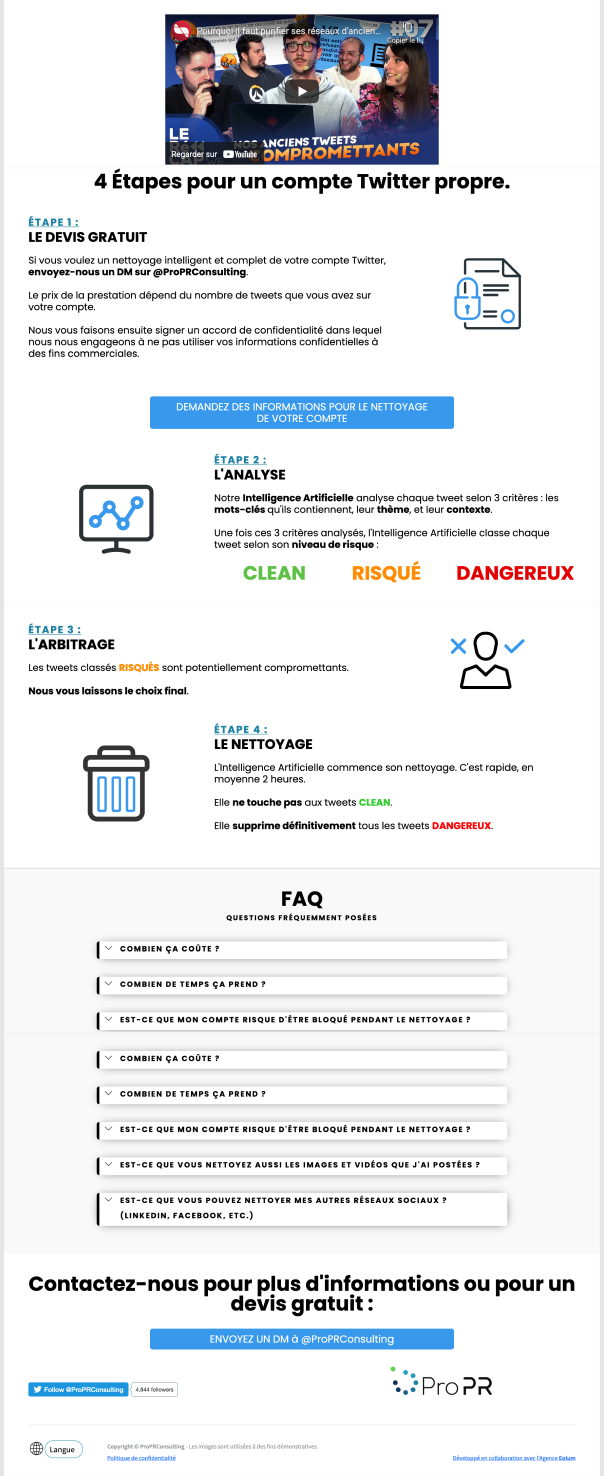 Pourquoi il faut purifier ses réseaux d'ancien...
#07
Copier le li
LE
NOS ANCIENS TWEETS
COMPROMETTANTS
Regarder sur YouTube
4 Étapes pour un compte Twitter propre.
ÉTAPE 1 :
LE DEVIS GRATUIT
Si vous voulez un nettoyage intelligent et complet de votre compte Twitter,
envoyez-nous un DM sur @ProPRConsulting.
Le prix de la prestation dépend du nombre de tweets que vous avez sur
votre compte.
Nous vous faisons ensuite signer un accord de confidentialité dans lequel
nous nous engageons à ne pas utiliser vos informations confidentielles à
des fins commerciales.
DEMANDEZ DES INFORMATIONS POUR LE NETTOYAGE
DE VOTRE COMPTE
ÉTAPE 2 :
L'ANALYSE
Notre Intelligence Artificielle analyse chaque tweet selon 3 critères : les
mots-clés qu'ils contiennent, leur thème, et leur contexte.
Une fois ces 3 critères analysés, l'Intelligence Artificielle classe chaque
tweet selon son niveau de risque :
CLEAN RISQUÉ DANGEREUX
ÉTAPE 3 :
L'ARBITRAGE
Les tweets classés RISQUÉS sont potentiellement compromettants.
Nous vous laissons le choix final.
ÉTAPE 4 :
LE NETTOYAGE
L'Intelligence Artificielle commence son nettoyage. C'est rapide, en
moyenne 2 heures.
Elle ne touche pas aux tweets CLEAN.
Elle supprime définitivement tous les tweets DANGEREUX.
FAQ
QUESTIONS FRÉQUEMMENT POSÉES
COMBIEN ÇA COÛTE ?
COMBIEN DE TEMPS ÇA PREND ?
EST-CE QUE MON COMPTE RISQUE D'ÊTRE BLOQUÉ PENDANT LE NETTOYAGE ?
COMBIEN ÇA COÛTE ?
COMBIEN DE TEMPS ÇA PREND ?
EST-CE QUE MON COMPTE RISQUE D'ÊTRE BLOQUÉ PENDANT LE NETTOYAGE ?
EST-CE QUE VOUS NETTOYEZ AUSSI LES IMAGES ET VIDÉOS QUE J'AI POSTÉES ?
EST-CE QUE VOUS POUVEZ NETTOYER MES AUTRES RÉSEAUX SOCIAUX ?
(LINKEDIN, FACEBOOK, ETC.)
Contactez-nous pour plus d'informations ou pour un
devis gratuit :
ENVOYEZ UN DM à @ProPRConsulting
Follow @ProPRConsulting 4,844 followers
ProPR
Langue
Copyright © ProPRConsulting - Les images sont utilisées à des fins démonstratives.
Politique de confidentialité
Développé en collaboration avec l'Agence Eolum